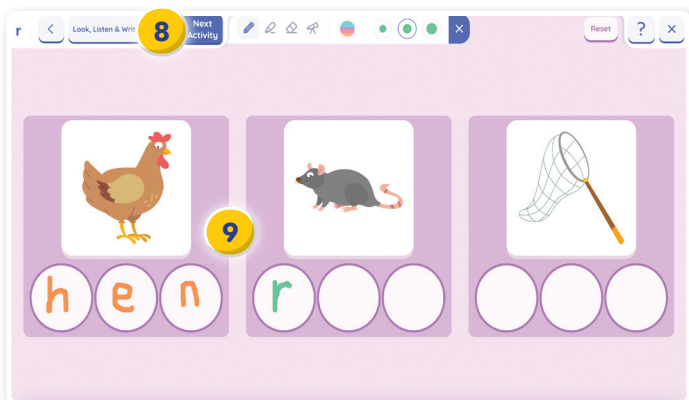 r
Look, Listen & Writ
8
Next
Activity
Reset
?
9
h e n
r